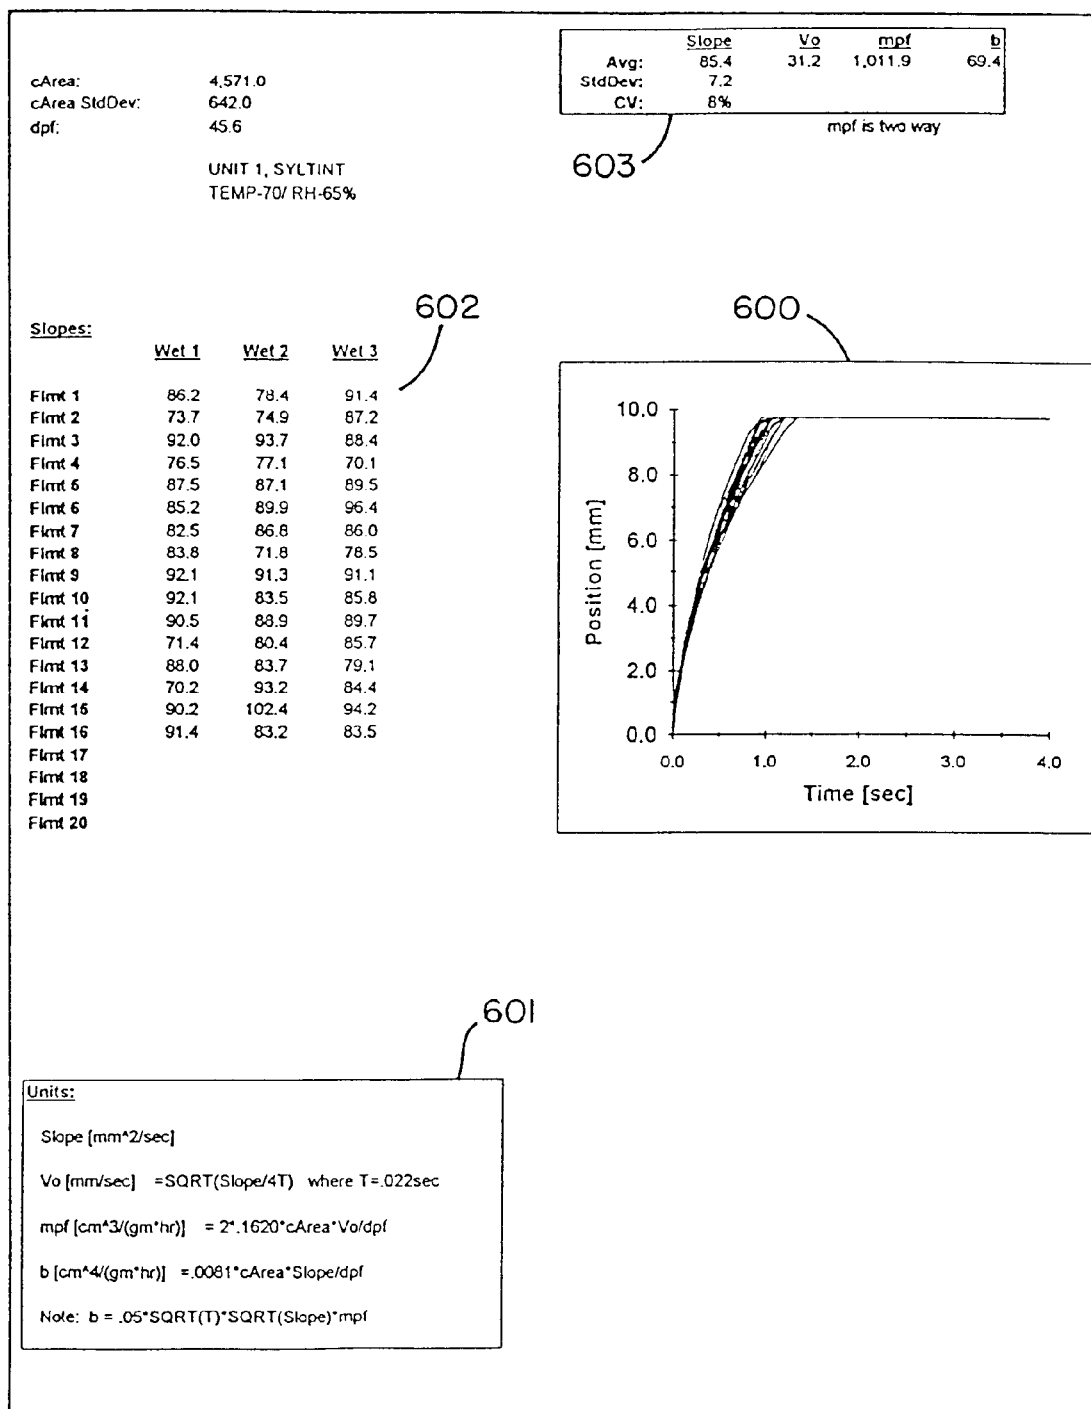 Slope Vo mpf b
Avg: 85.4 31.2 1,011.9 69.4
StdDev: 7.2
CV: 8%
mpf is two way
603
cArea: 4,571.0
cArea StdDev: 642.0
dpf: 45.6
UNIT 1, SYLTINT
TEMP-70/ RH-65%
602
Slopes:
Wet 1 Wet 2 Wet 3
Flmt 1 86.2 78.4 91.4
Flmt 2 73.7 74.9 87.2
Flmt 3 92.0 93.7 88.4
Flmt 4 76.5 77.1 70.1
Flmt 5 87.5 87.1 89.5
Flmt 6 85.2 89.9 96.4
Flmt 7 82.5 86.8 86.0
Flmt 8 83.8 71.8 78.5
Flmt 9 92.1 91.3 91.1
Flmt 10 92.1 83.5 85.8
Flmt 11 90.5 88.9 89.7
Flmt 12 71.4 80.4 85.7
Flmt 13 88.0 83.7 79.1
Flmt 14 70.2 93.2 84.4
Flmt 15 90.2 102.4 94.2
Flmt 16 91.4 83.2 83.5
Flmt 17
Flmt 18
Flmt 19
Flmt 20
600
Position [mm]
10.0
8.0
6.0
4.0
2.0
0.0
0.0 1.0 2.0 3.0 4.0
Time [sec]
601
Units:
Slope [mm^2/sec]
Vo [mm/sec] =SQRT(Slope/4T) where T=.022sec
mpf [cm^3/(gm*hr)] = 2*.1620*cArea*Vo/dpf
b [cm^4/(gm*hr)] =.0081*cArea*Slope/dpf
Note: b = .05*SQRT(T)*SQRT(Slope)*mpf